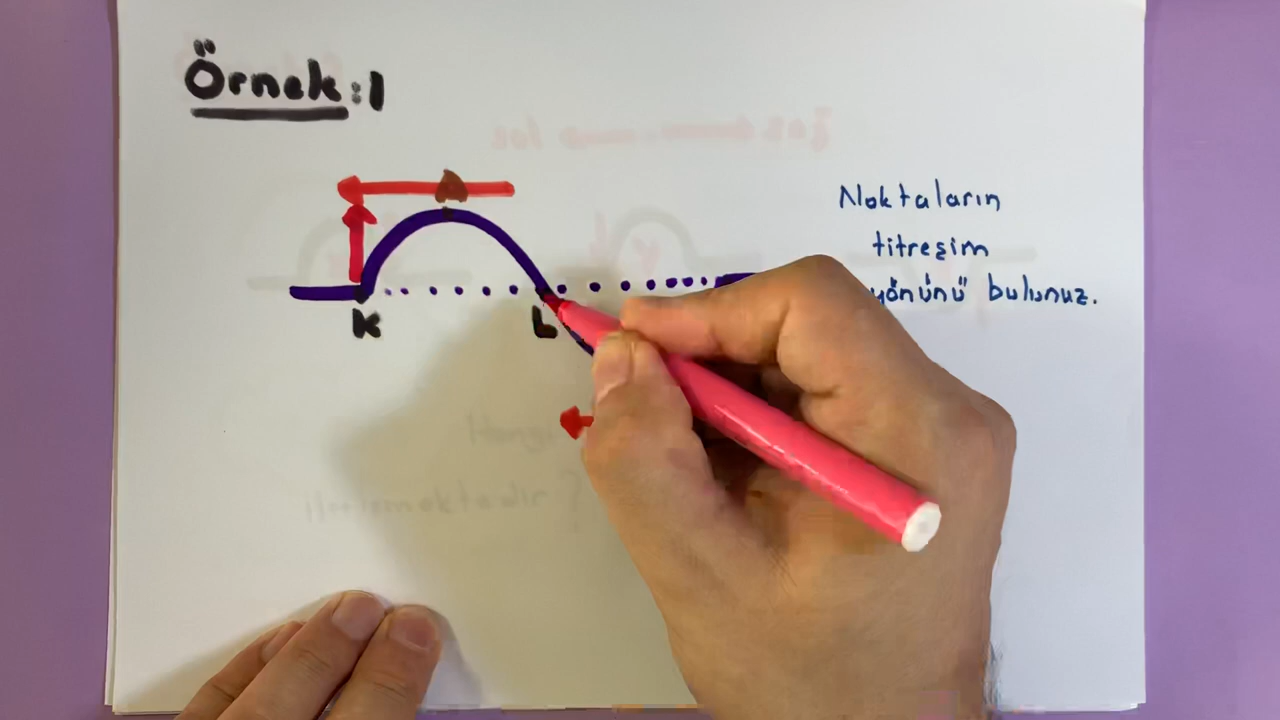 Örnek:1
Noktaların
titreşim
yönünü bulunuz.
K
L